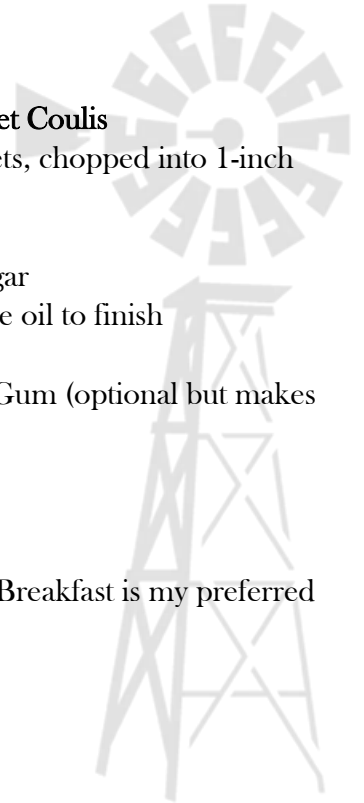 et Coulis
ets, chopped into 1-inch
gar
e oil to finish
Gum (optional but makes
Breakfast is my preferred